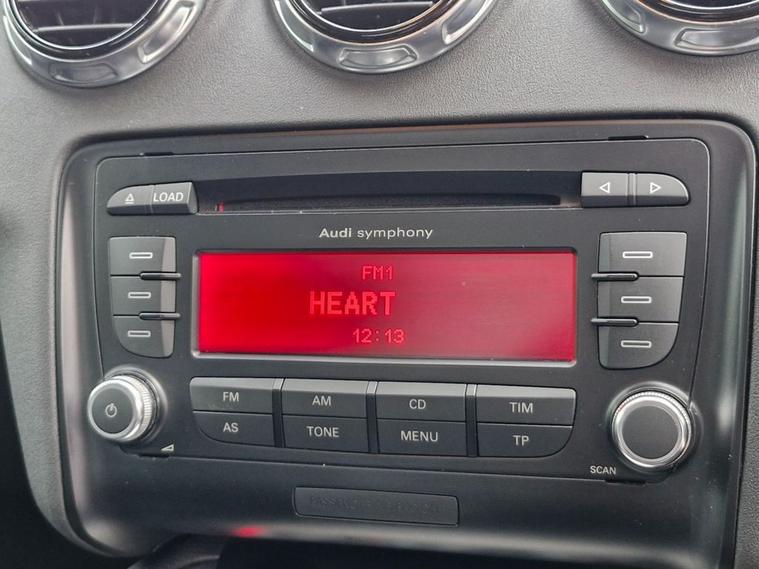 LOAD
Audi symphony
FM1
HEART
12:13
FM AM CD TIM
AS TONE MENU TP
SCAN